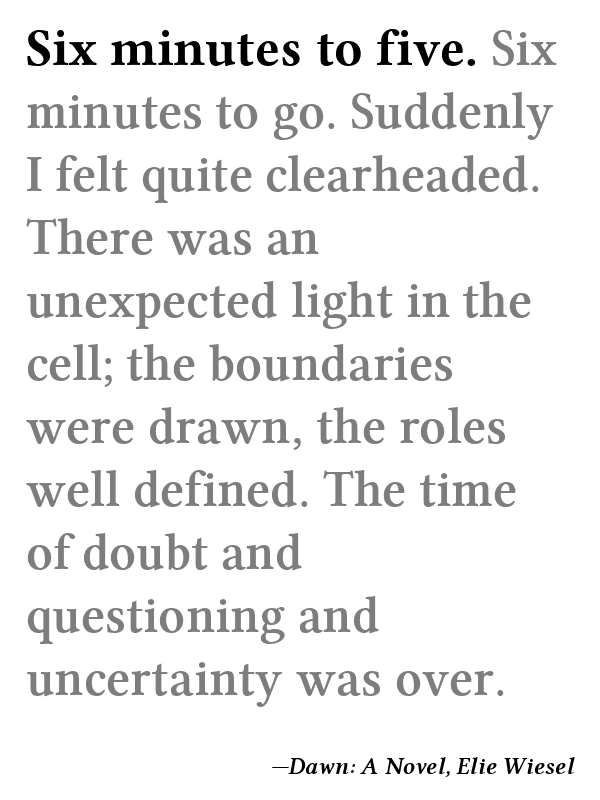 Six minutes to five. Six
minutes to go. Suddenly
I felt quite clearheaded.
There was an
unexpected light in the
cell; the boundaries
were drawn, the roles
well defined. The time
of doubt and
questioning and
uncertainty was over.
—Dawn: A Novel, Elie Wiesel